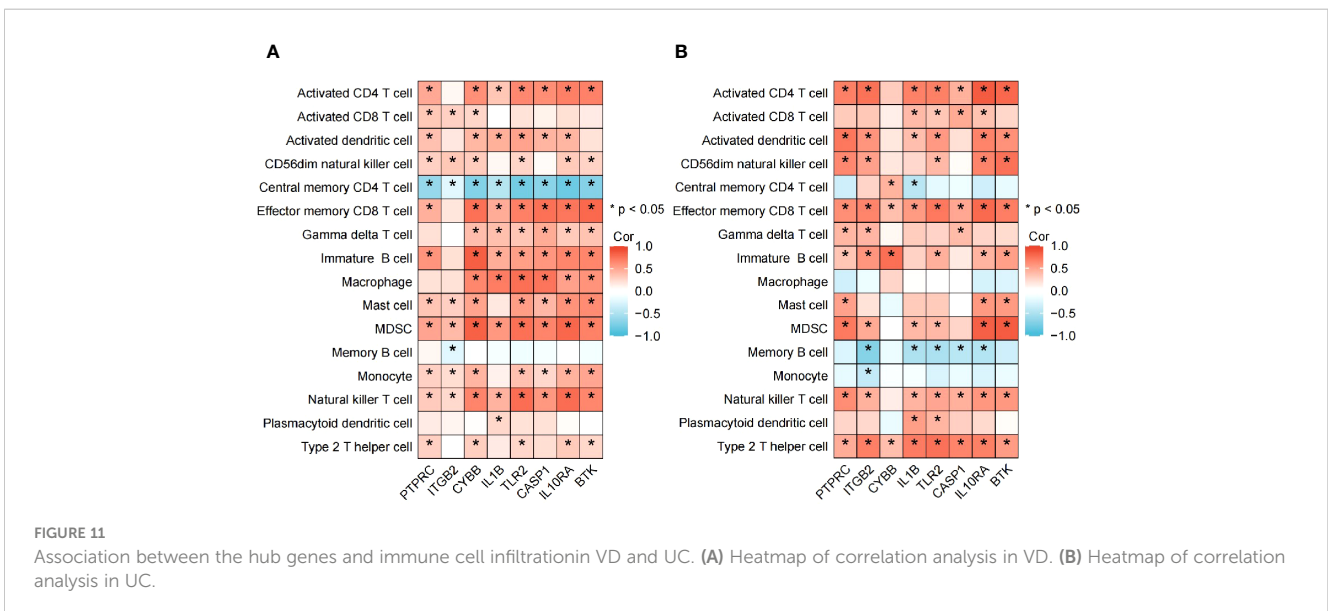 A
B
Activated CD4 T cell
Activated CD8 T cell
Activated dendritic cell
CD56dim natural killer cell
Central memory CD4 T cell
Effector memory CD8 T cell
Gamma delta T cell
Immature B cell
Macrophage
Mast cell
MDSC
Memory B cell
Monocyte
Natural killer T cell
Plasmacytoid dendritic cell
Type 2 T helper cell
PTPRC
ITGB2
CYBB
IL1B
TLR2
CASP1
IL10RA
BTK
* p < 0.05
Cor
1.0
0.5
0.0
−0.5
−1.0
Activated CD4 T cell
Activated CD8 T cell
Activated dendritic cell
CD56dim natural killer cell
Central memory CD4 T cell
Effector memory CD8 T cell
Gamma delta T cell
Immature B cell
Macrophage
Mast cell
MDSC
Memory B cell
Monocyte
Natural killer T cell
Plasmacytoid dendritic cell
Type 2 T helper cell
PTPRC
ITGB2
CYBB
IL1B
TLR2
CASP1
IL10RA
BTK
* p < 0.05
Cor
1.0
0.5
0.0
−0.5
−1.0
FIGURE 11
Association between the hub genes and immune cell infiltrationin VD and UC. (A) Heatmap of correlation analysis in VD. (B) Heatmap of correlation
analysis in UC.